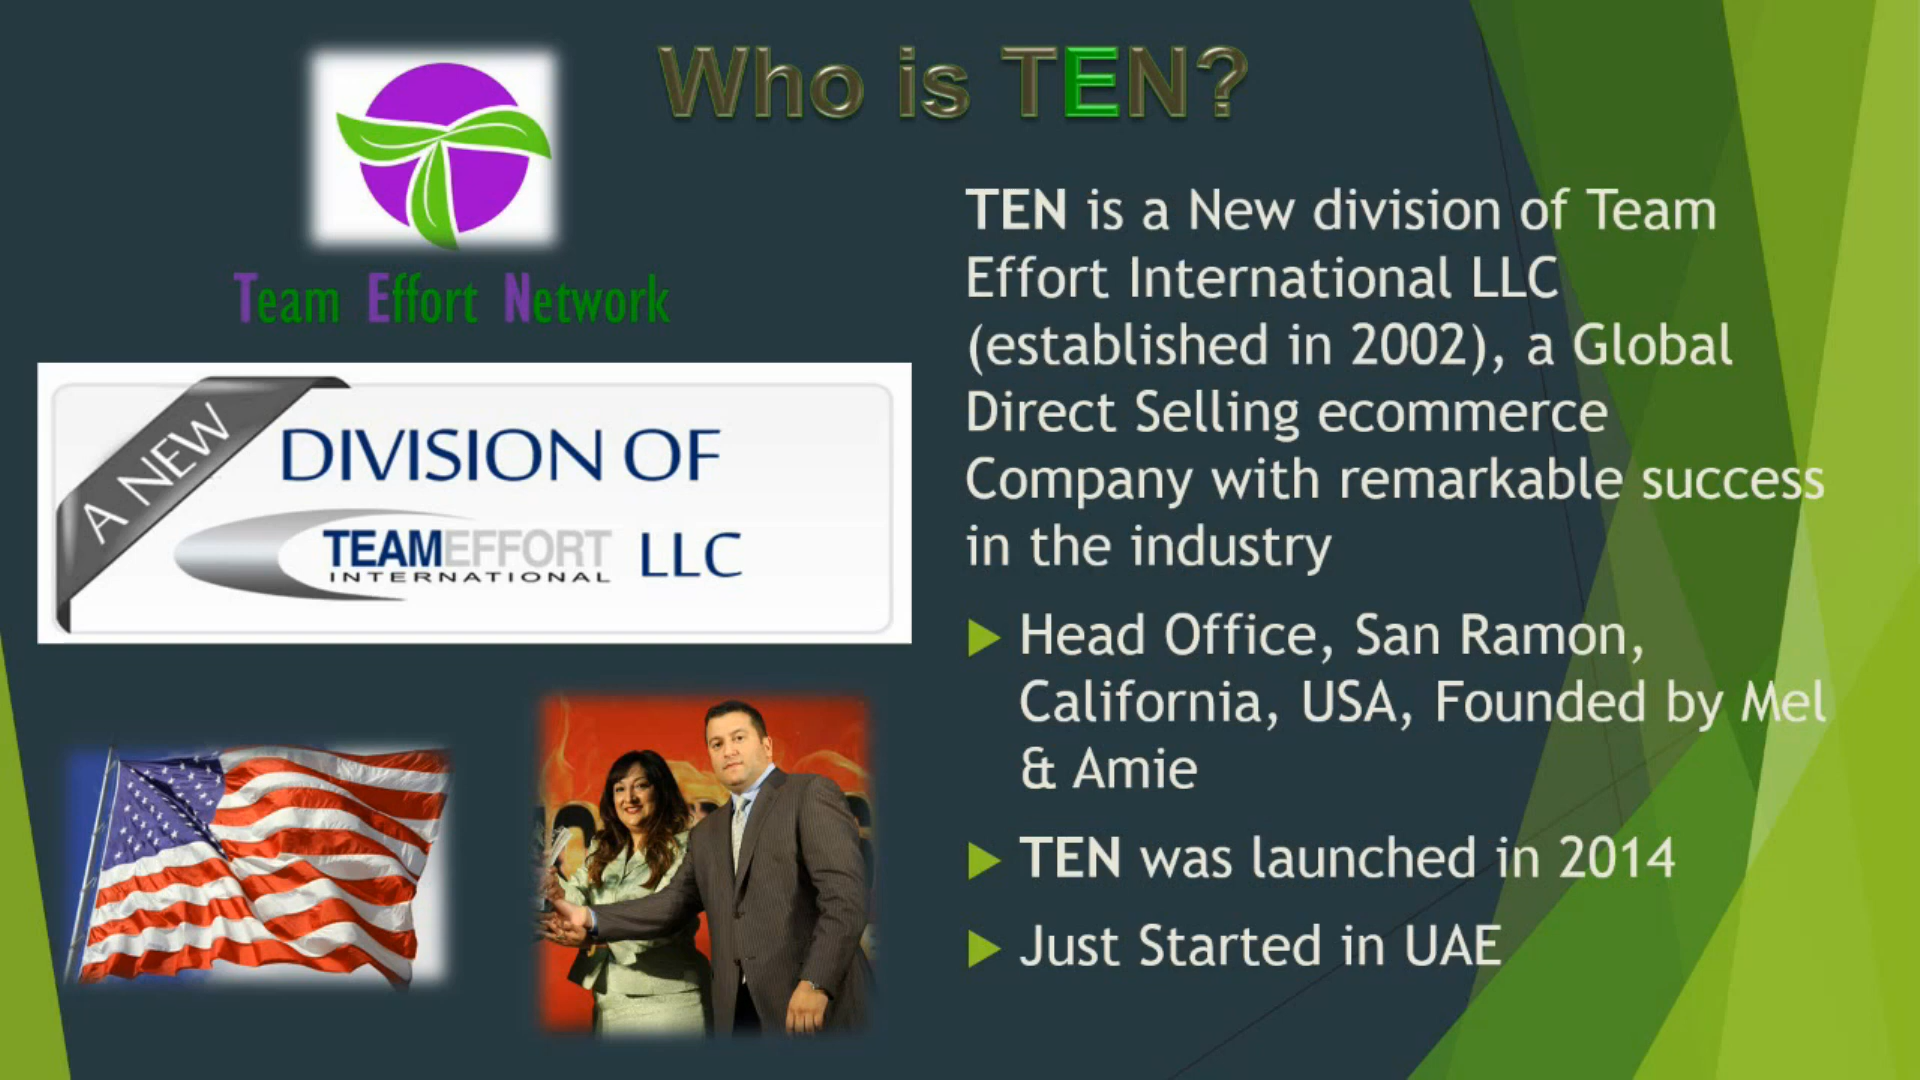 Who is TEN?
Team Effort Network
A NEW
DIVISION OF
TEAMEFFORT LLC
INTERNATIONAL
TEN is a New division of Team
Effort International LLC
(established in 2002), a Global
Direct Selling ecommerce
Company with remarkable success
in the industry
Head Office, San Ramon,
California, USA, Founded by Mel
& Amie
TEN was launched in 2014
Just Started in UAE